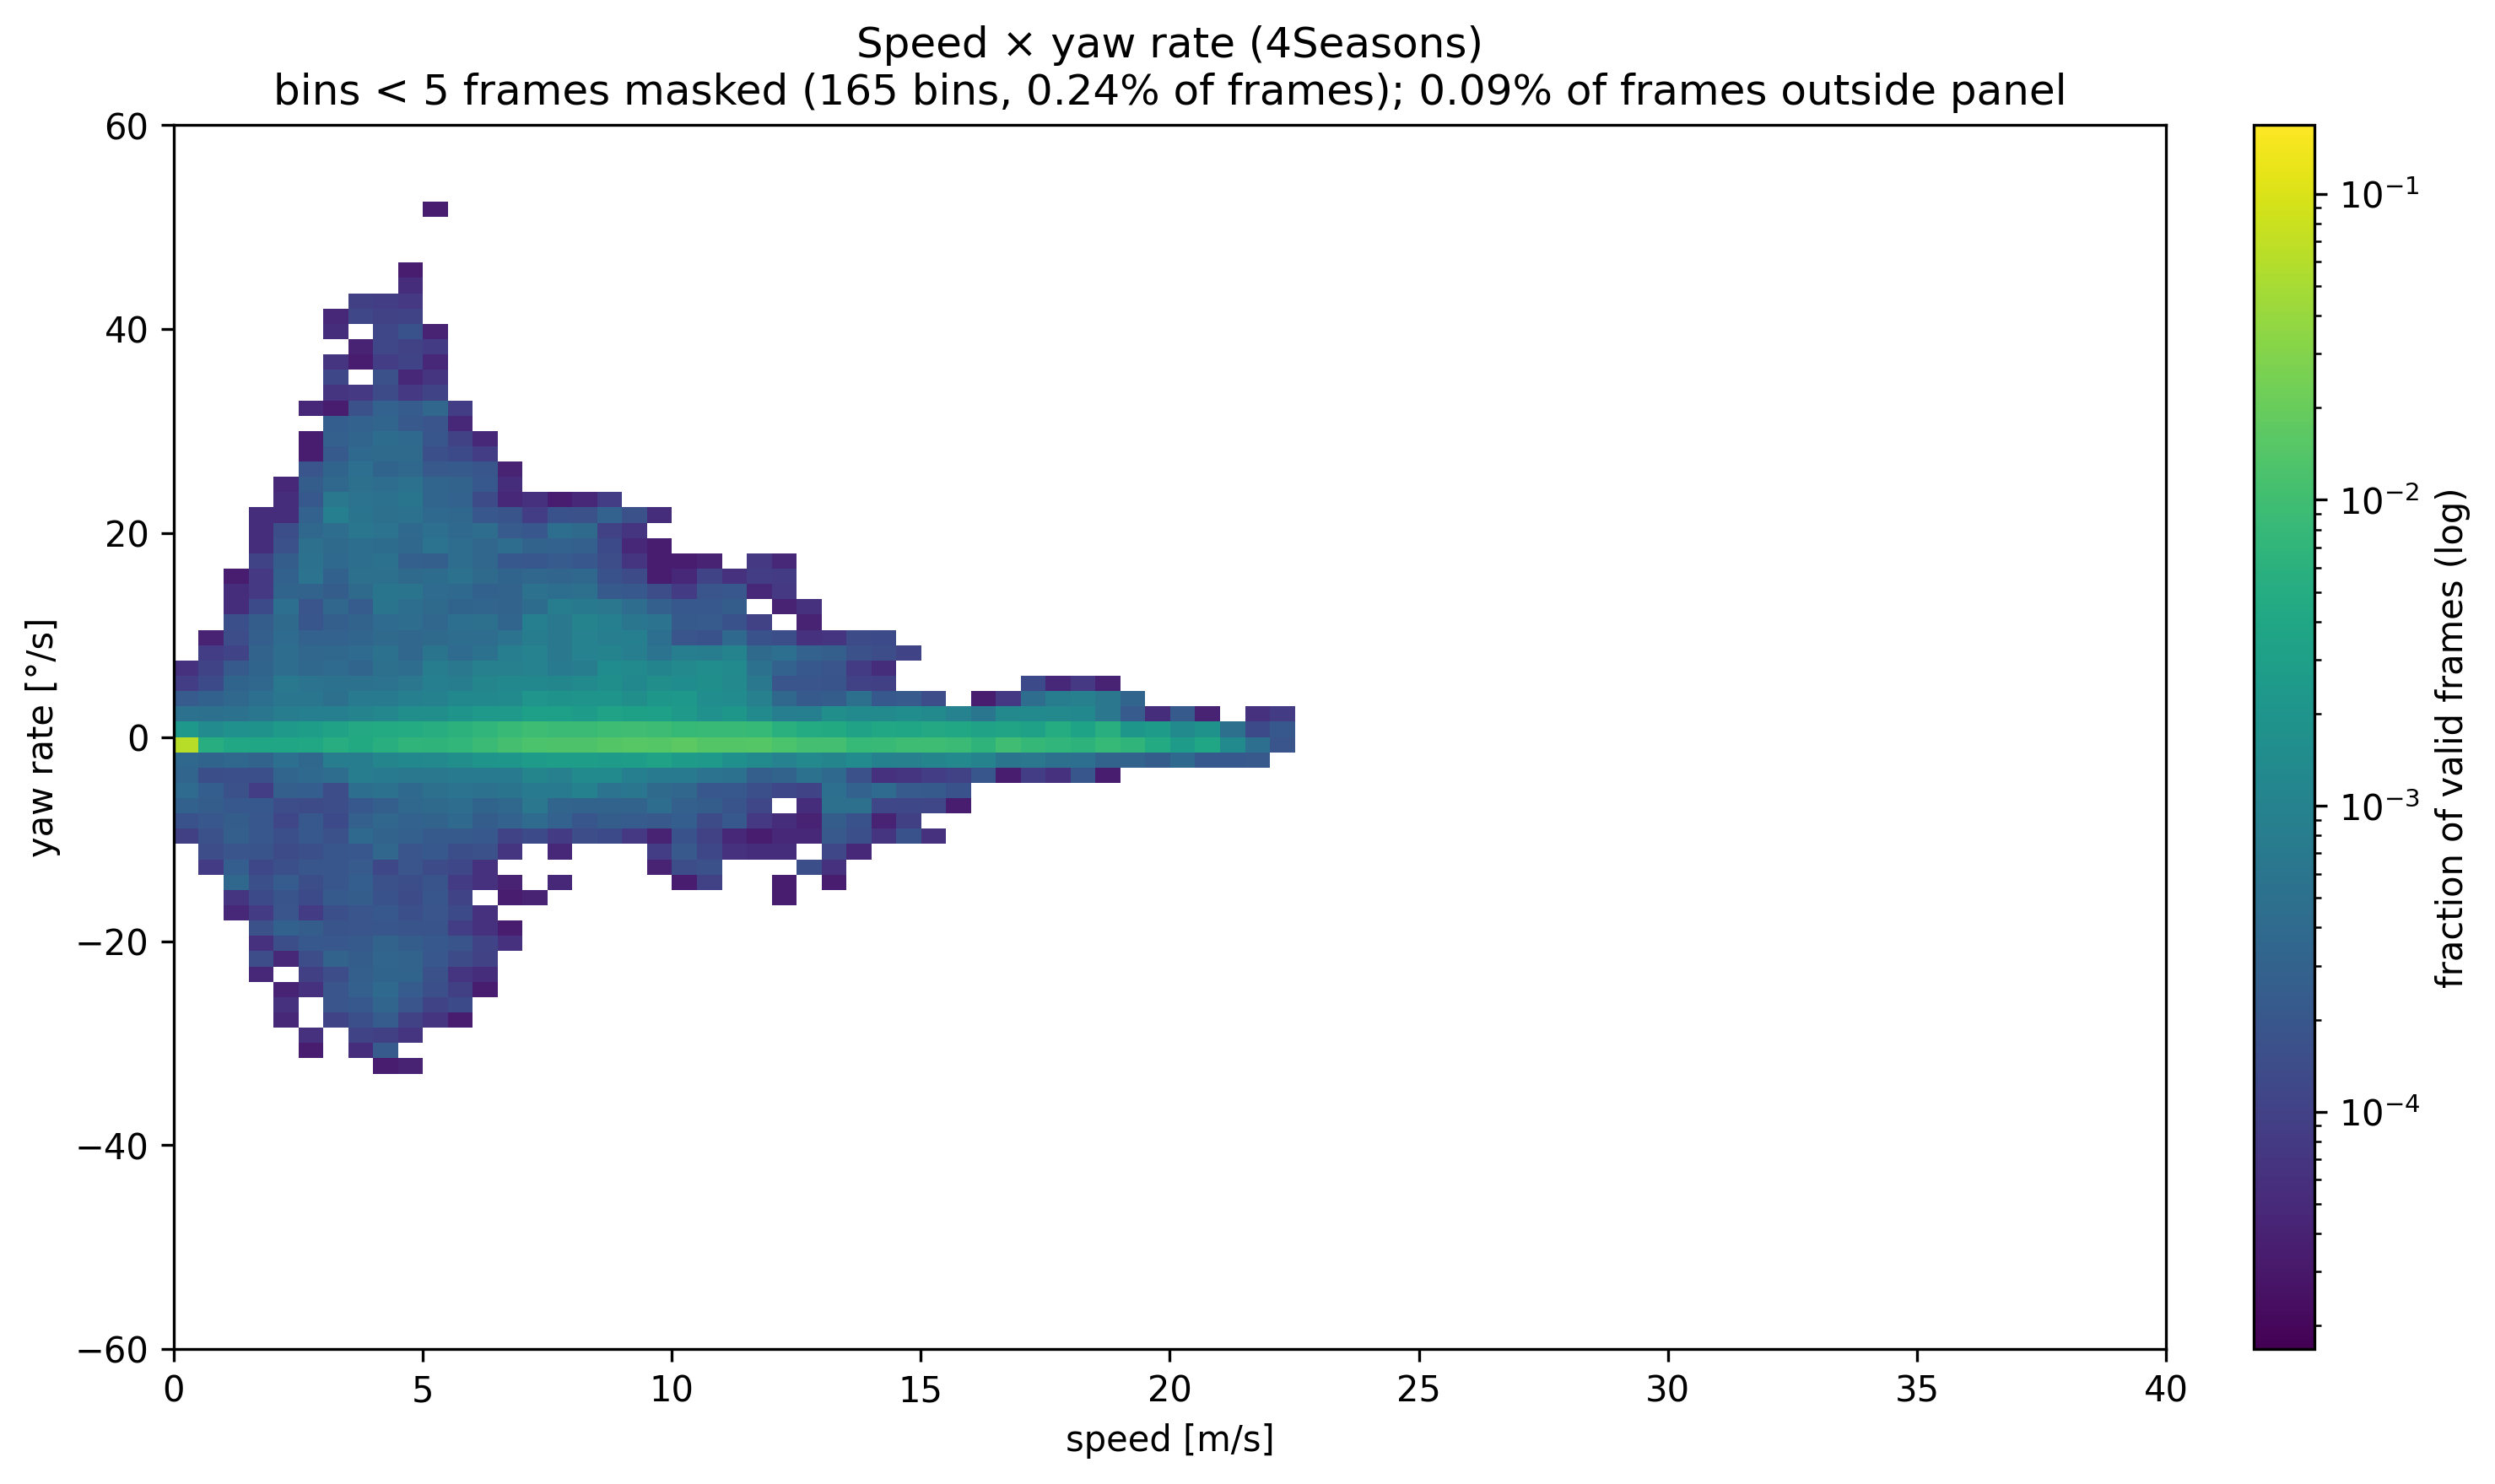 Speed × yaw rate (4Seasons)
bins < 5 frames masked (165 bins, 0.24% of frames); 0.09% of frames outside panel
60
40
20
0
−20
−40
−60
yaw rate [°/s]
0 5 10 15 20 25 30 35 40
speed [m/s]
10⁻¹
10⁻²
10⁻³
10⁻⁴
fraction of valid frames (log)